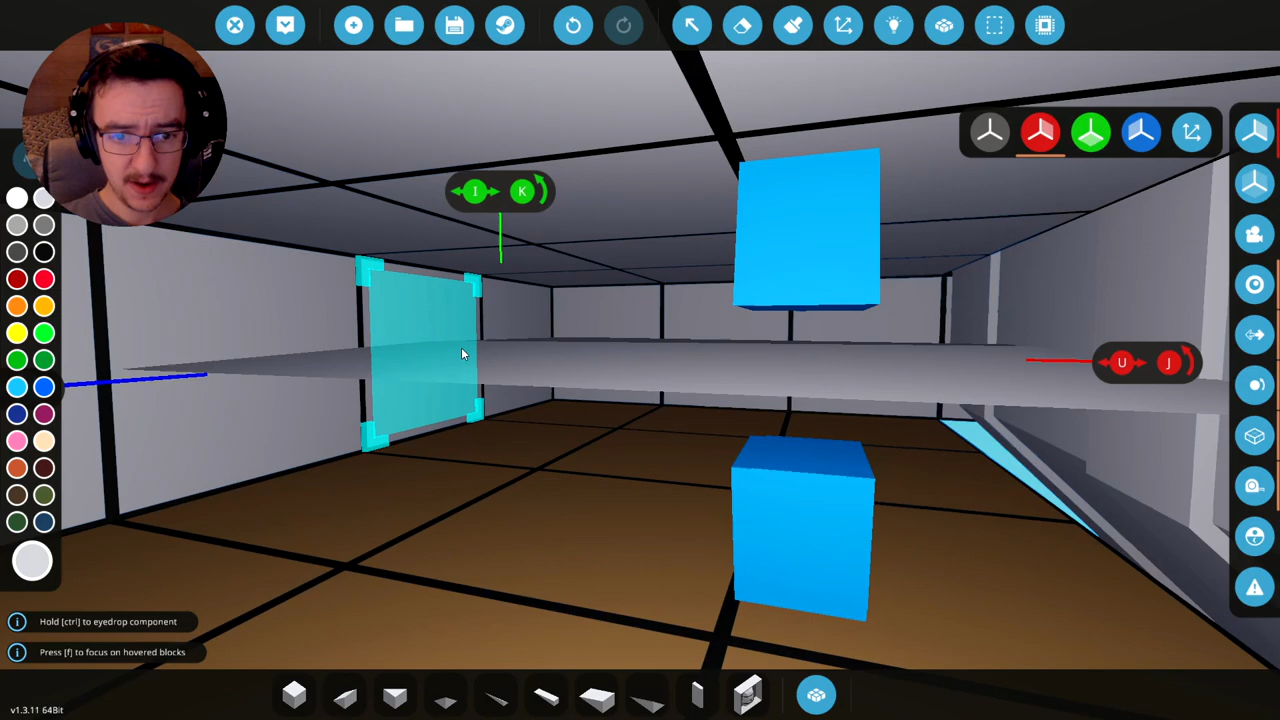 I K
U J
Hold [ctrl] to eyedrop component
Press [f] to focus on hovered blocks
v1.3.11 64Bit